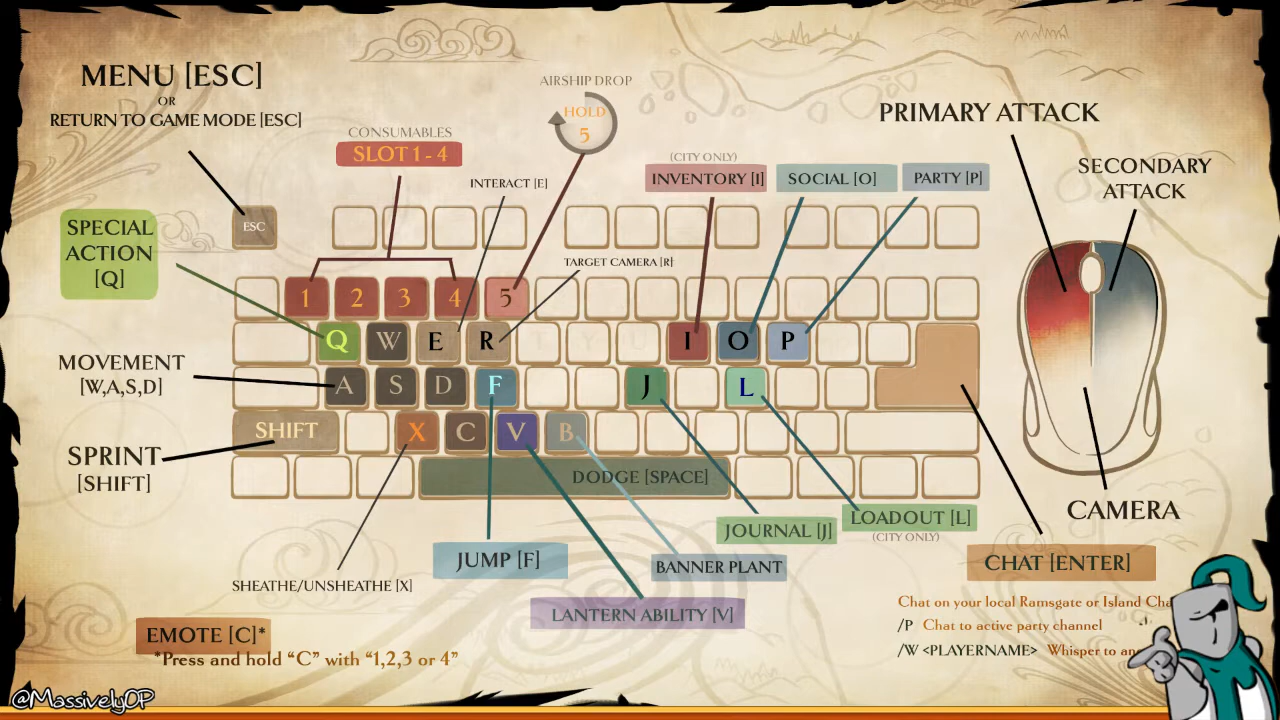 MENU [ESC]
OR
RETURN TO GAME MODE [ESC]
AIRSHIP DROP
HOLD
5
CONSUMABLES
SLOT 1 - 4
INTERACT [E]
(CITY ONLY)
INVENTORY [I]
SOCIAL [O]
PARTY [P]
PRIMARY ATTACK
SECONDARY
ATTACK
SPECIAL
ACTION
[Q]
ESC
TARGET CAMERA [R]
1 2 3 4 5
Q W E R T Y U I O P
MOVEMENT
[W,A,S,D]
A S D F J L
SPRINT
[SHIFT]
SHIFT X C V B
DODGE [SPACE]
CAMERA
JOURNAL [J]
LOADOUT [L]
(CITY ONLY)
JUMP [F]
BANNER PLANT
CHAT [ENTER]
SHEATHE/UNSHEATHE [X]
LANTERN ABILITY [V]
EMOTE [C]*
*Press and hold “C” with “1,2,3 or 4”
Chat on your local Ramsgate or Island
/P Chat to active party channel
/W <PLAYERNAME> Whisper to
@MassivelyOP